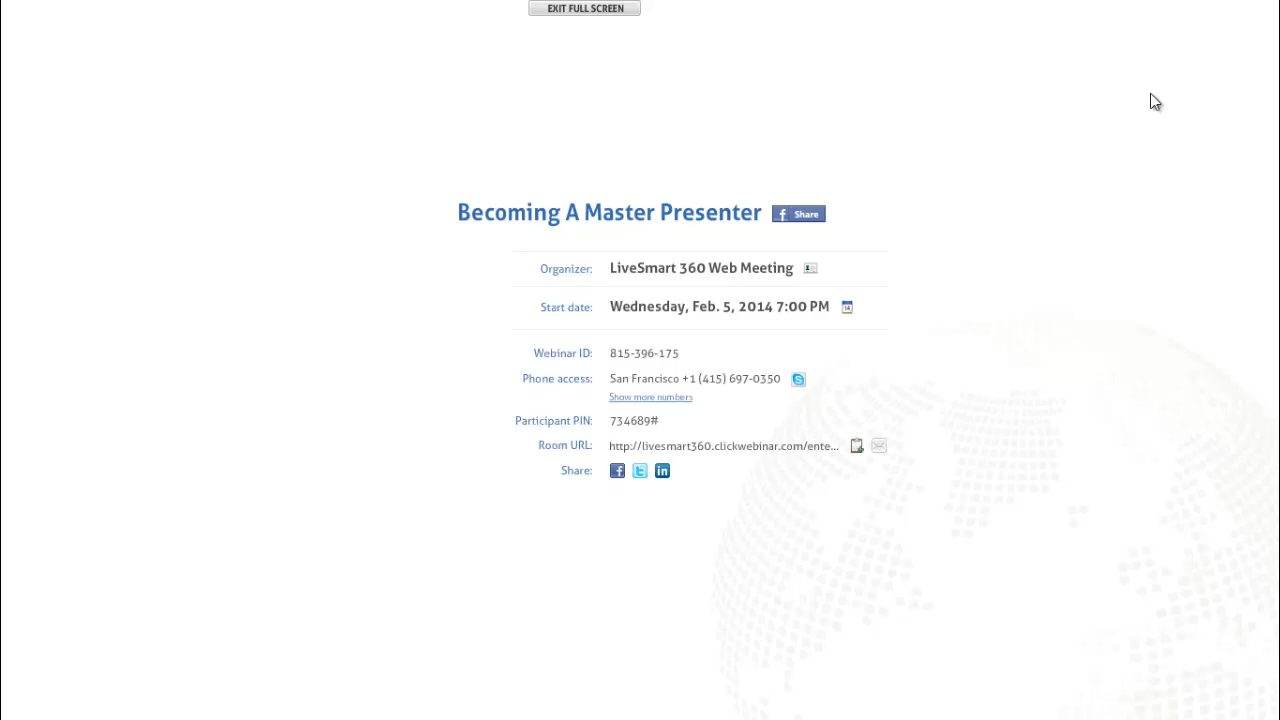 EXIT FULL SCREEN
Becoming A Master Presenter f Share
Organizer: LiveSmart 360 Web Meeting
Start date: Wednesday, Feb. 5, 2014 7:00 PM 14
Webinar ID: 815-396-175
Phone access: San Francisco +1 (415) 697-0350
Show more numbers
Participant PIN: 734689#
Room URL: http://livesmart360.clickwebinar.com/ente...
Share: f t in